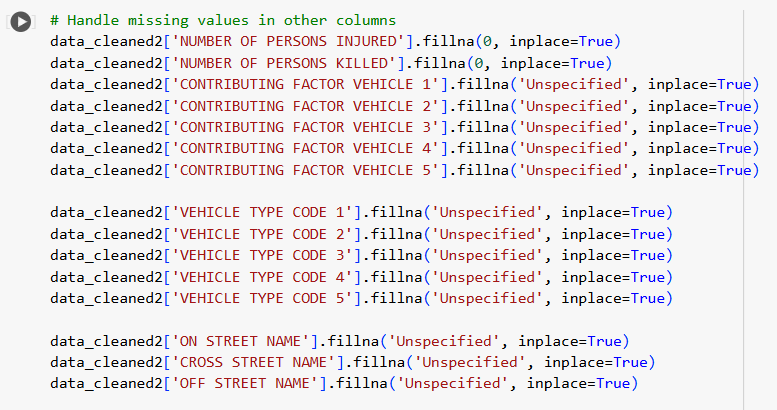 # Handle missing values in other columns
data_cleaned2['NUMBER OF PERSONS INJURED'].fillna(0, inplace=True)
data_cleaned2['NUMBER OF PERSONS KILLED'].fillna(0, inplace=True)
data_cleaned2['CONTRIBUTING FACTOR VEHICLE 1'].fillna('Unspecified', inplace=True)
data_cleaned2['CONTRIBUTING FACTOR VEHICLE 2'].fillna('Unspecified', inplace=True)
data_cleaned2['CONTRIBUTING FACTOR VEHICLE 3'].fillna('Unspecified', inplace=True)
data_cleaned2['CONTRIBUTING FACTOR VEHICLE 4'].fillna('Unspecified', inplace=True)
data_cleaned2['CONTRIBUTING FACTOR VEHICLE 5'].fillna('Unspecified', inplace=True)
data_cleaned2['VEHICLE TYPE CODE 1'].fillna('Unspecified', inplace=True)
data_cleaned2['VEHICLE TYPE CODE 2'].fillna('Unspecified', inplace=True)
data_cleaned2['VEHICLE TYPE CODE 3'].fillna('Unspecified', inplace=True)
data_cleaned2['VEHICLE TYPE CODE 4'].fillna('Unspecified', inplace=True)
data_cleaned2['VEHICLE TYPE CODE 5'].fillna('Unspecified', inplace=True)
data_cleaned2['ON STREET NAME'].fillna('Unspecified', inplace=True)
data_cleaned2['CROSS STREET NAME'].fillna('Unspecified', inplace=True)
data_cleaned2['OFF STREET NAME'].fillna('Unspecified', inplace=True)